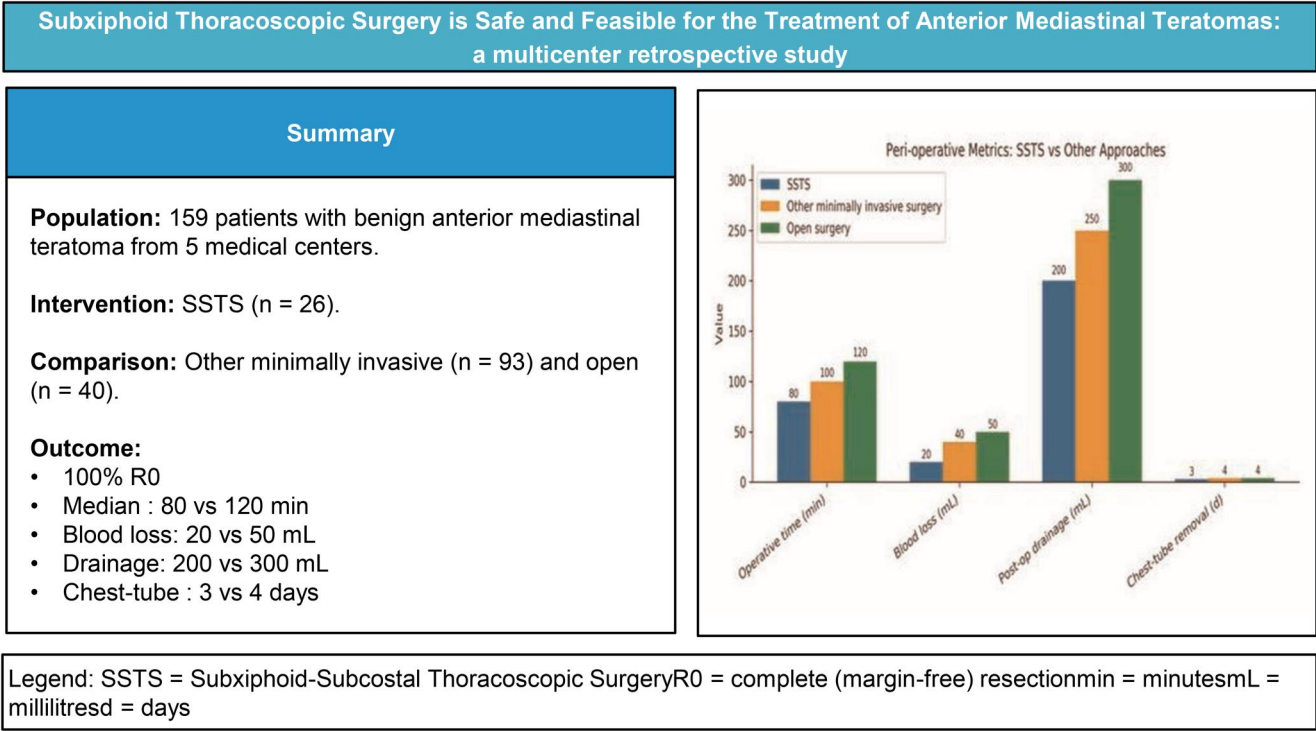 Subxiphoid Thoracoscopic Surgery is Safe and Feasible for the Treatment of Anterior Mediastinal Teratomas:
a multicenter retrospective study
Summary
Population: 159 patients with benign anterior mediastinal
teratoma from 5 medical centers.
Intervention: SSTS (n = 26).
Comparison: Other minimally invasive (n = 93) and open
(n = 40).
Outcome:
• 100% R0
• Median : 80 vs 120 min
• Blood loss: 20 vs 50 mL
• Drainage: 200 vs 300 mL
• Chest-tube : 3 vs 4 days
Peri-operative Metrics: SSTS vs Other Approaches
SSTS
Other minimally invasive surgery
Open surgery
Value
300
250
200
150
100
50
0
80
100
120
20
40
50
200
250
300
3
4
4
Operative time (min)
Blood loss (mL)
Post-op drainage (mL)
Chest-tube removal (d)
Legend: SSTS = Subxiphoid-Subcostal Thoracoscopic SurgeryR0 = complete (margin-free) resectionmin = minutesmL =
millilitresd = days